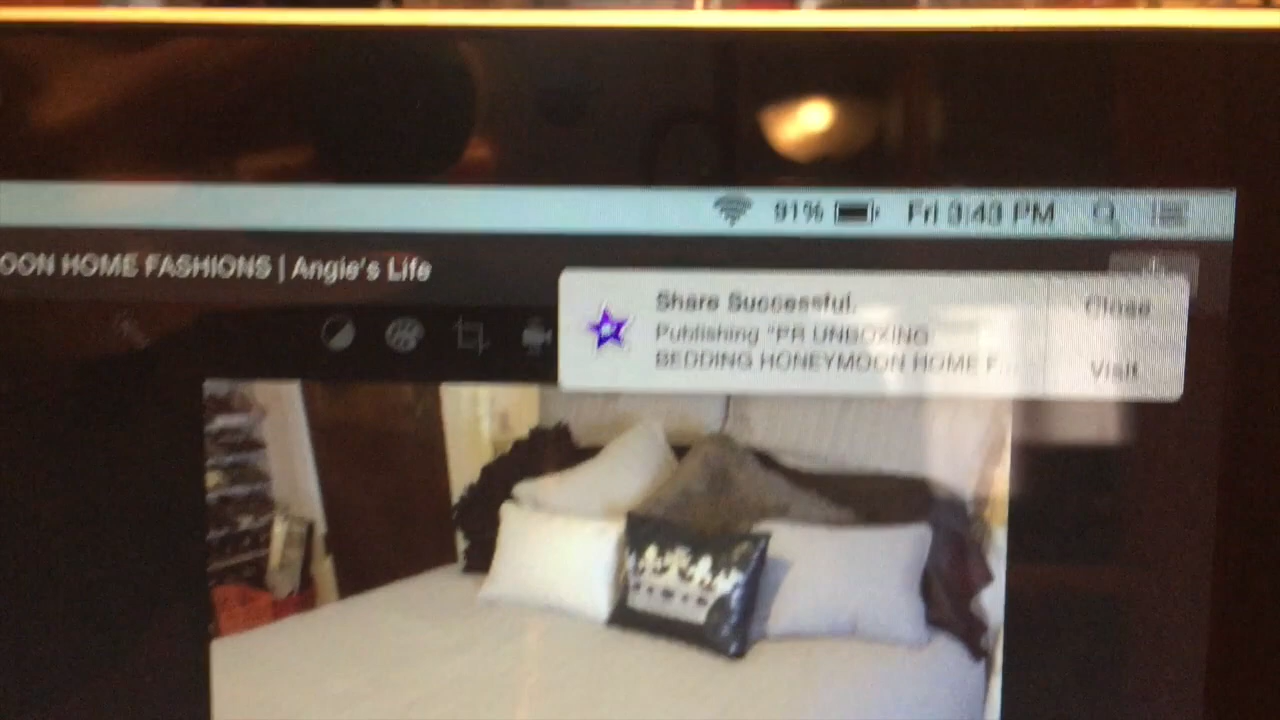 91% Fri 3:43 PM
OON HOME FASHIONS | Angie's Life
Share Successful.
Close
Publishing "PR UNBOXING
BEDDING HONEYMOON HOME F...
Visit